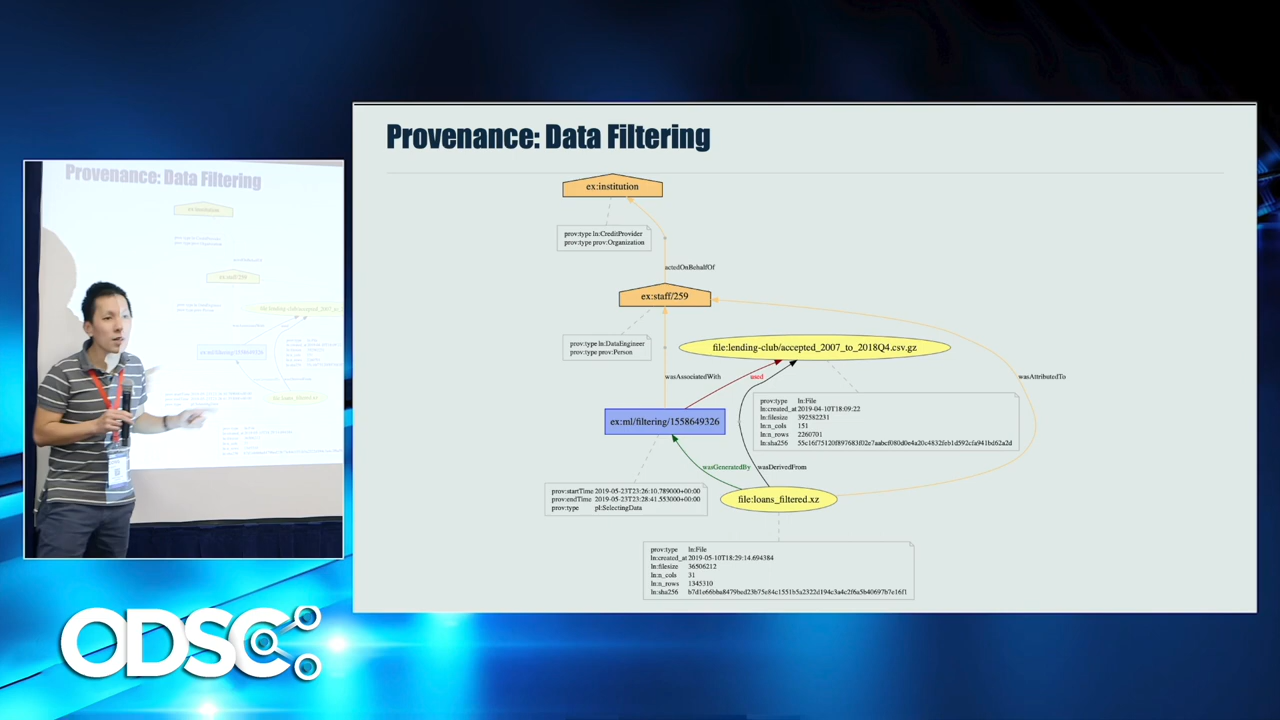 Provenance: Data Filtering
ex:institution
prov:type ln:CreditProvider
prov:type prov:Organization
actedOnBehalfOf
ex:staff/259
prov:type ln:DataEngineer
prov:type prov:Person
file:lending-club/accepted_2007_to_2018Q4.csv.gz
wasAssociatedWith
used
wasAttributedTo
prov:type ln:File
ln:created_at 2019-04-10T18:09:22
ln:filesize 392582231
ln:n_cols 151
ln:n_rows 2260701
ln:sha256
ex:ml/filtering/1558649326
wasGeneratedBy
wasDerivedFrom
prov:startTime 2019-05-23T23:26:10.789000+00:00
prov:endTime 2019-05-23T23:28:41.553000+00:00
prov:type pl:SelectingData
file:loans_filtered.xz
prov:type ln:File
ln:created_at 2019-05-10T18:29:14.694384
ln:filesize 36506212
ln:n_cols 31
ln:n_rows 1345310
ln:sha256
Provenance: Data Filtering
ODSC